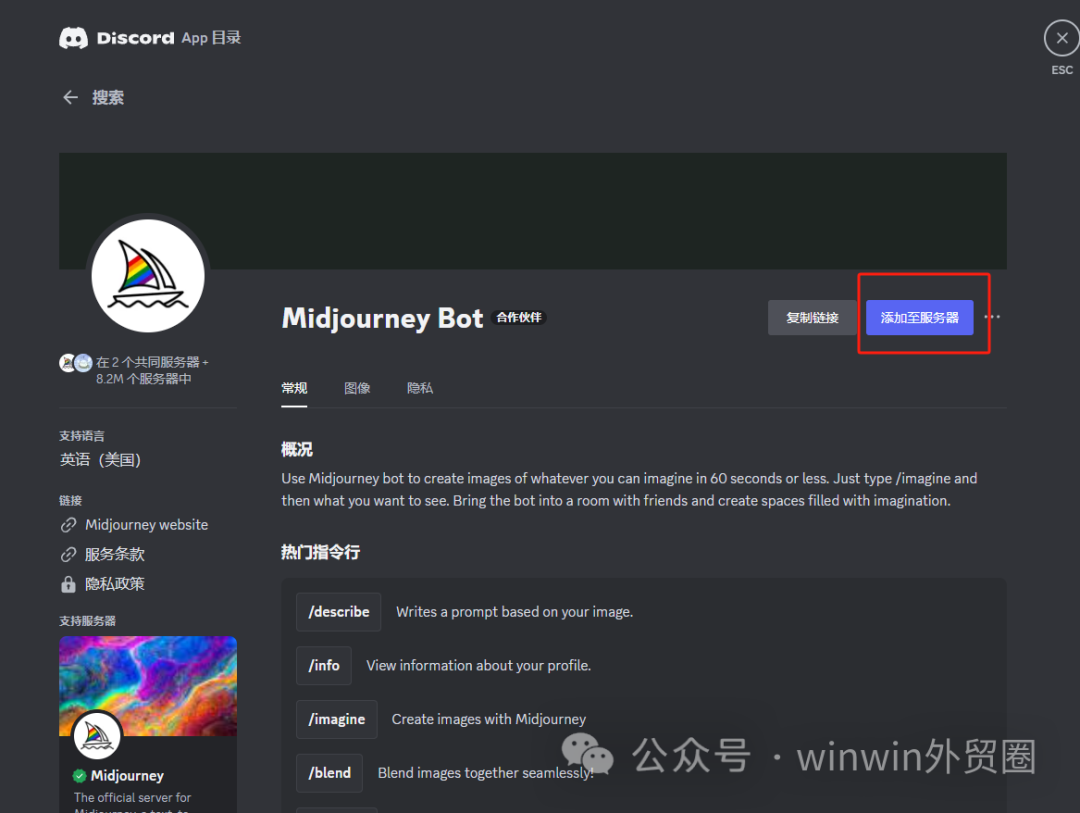 Discord App 目录
ESC
搜索
Midjourney Bot 合作伙伴
复制链接
添加至服务器
在 2 个共同服务器 +
8.2M 个服务器中
常规
图像
隐私
支持语言
英语（美国）
链接
Midjourney website
服务条款
隐私政策
支持服务器
Midjourney
The official server for
概况
Use Midjourney bot to create images of whatever you can imagine in 60 seconds or less. Just type /imagine and
then what you want to see. Bring the bot into a room with friends and create spaces filled with imagination.
热门指令行
/describe Writes a prompt based on your image.
/info View information about your profile.
/imagine Create images with Midjourney
/blend Blend images together seamlessly!
公众号 · winwin外贸圈